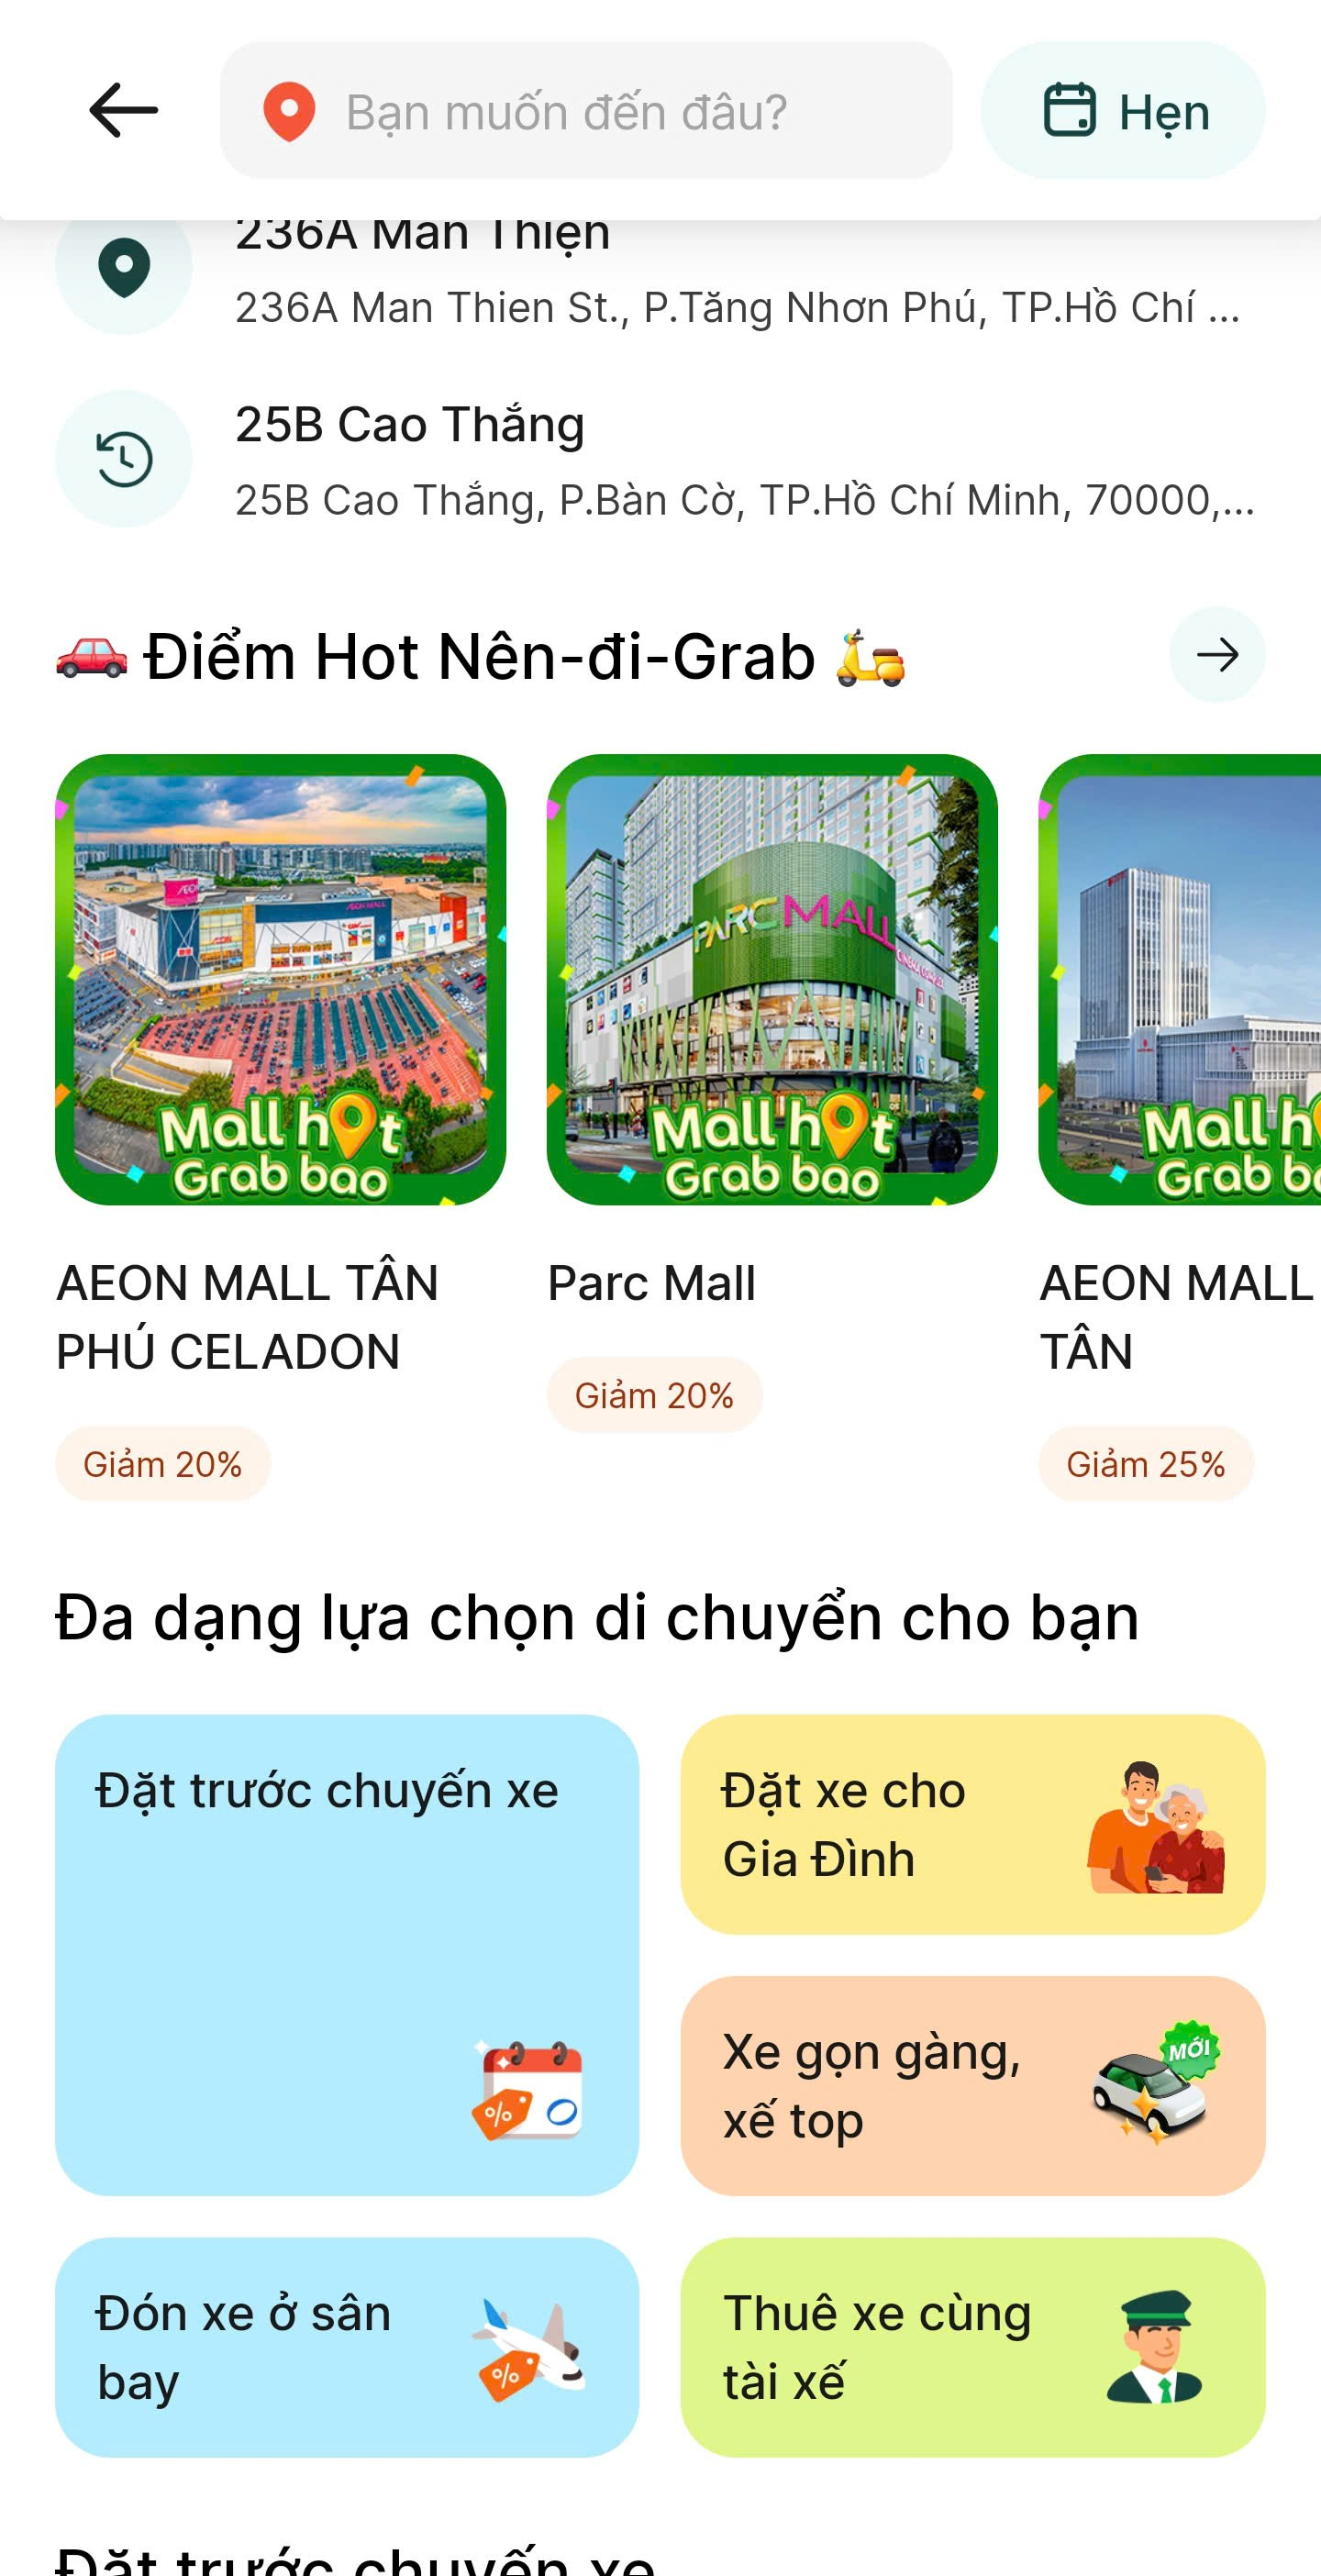 Bạn muốn đến đâu?
Hẹn
236A Man Thiện
236A Man Thien St., P.Tăng Nhơn Phú, TP.Hồ Chí ...
25B Cao Thắng
25B Cao Thắng, P.Bàn Cờ, TP.Hồ Chí Minh, 70000,...
Điểm Hot Nên-đi-Grab
AEON
AEON MALL
PARC MALL
CINEMA COMPLEX
Mall hot
Grab bao
Mall hot
Grab bao
Mall h
Grab b
AEON MALL TÂN
PHÚ CELADON
Giảm 20%
Parc Mall
Giảm 20%
AEON MALL
TÂN
Giảm 25%
Đa dạng lựa chọn di chuyển cho bạn
Đặt trước chuyến xe
%
Đặt xe cho
Gia Đình
Xe gọn gàng,
xế top
MỚI
Đón xe ở sân
bay
%
Thuê xe cùng
tài xế
Đặt trước chuyến xe